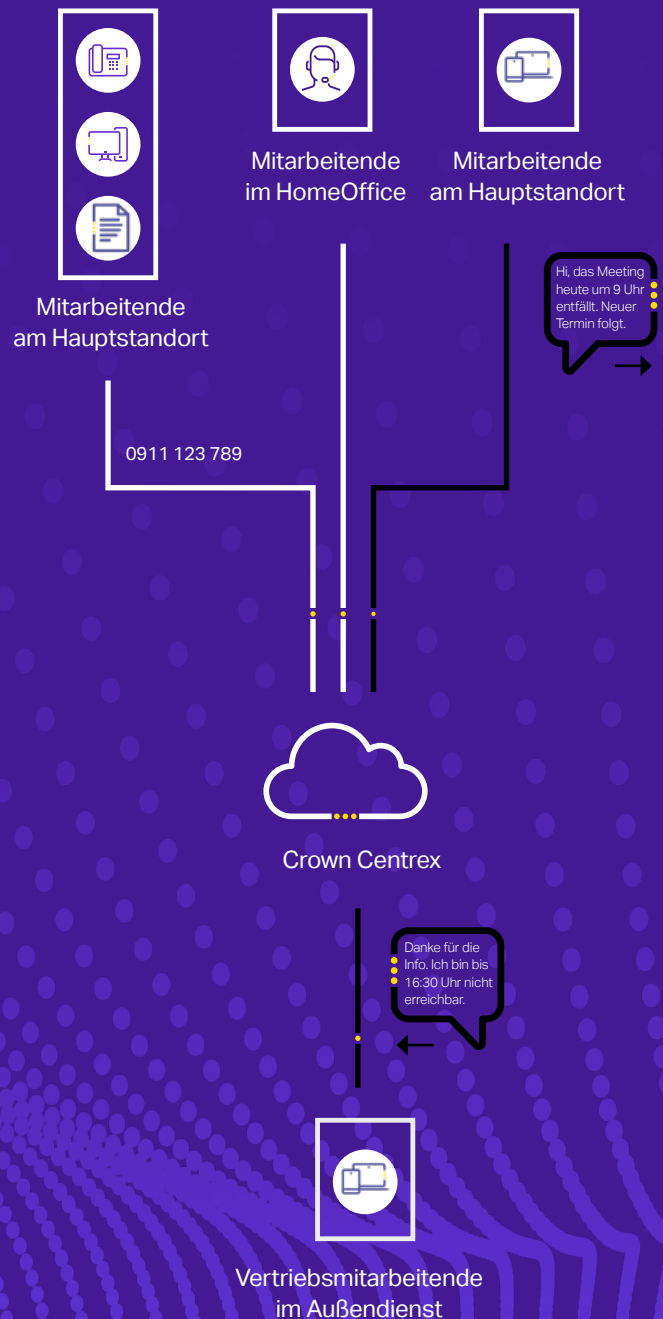 Mitarbeitende
im HomeOffice
Mitarbeitende
am Hauptstandort
Mitarbeitende
am Hauptstandort
Hi, das Meeting
heute um 9 Uhr
entfällt. Neuer
Termin folgt.
0911 123 789
Crown Centrex
Danke für die
Info. Ich bin bis
16:30 Uhr nicht
erreichbar.
Vertriebsmitarbeitende
im Außendienst